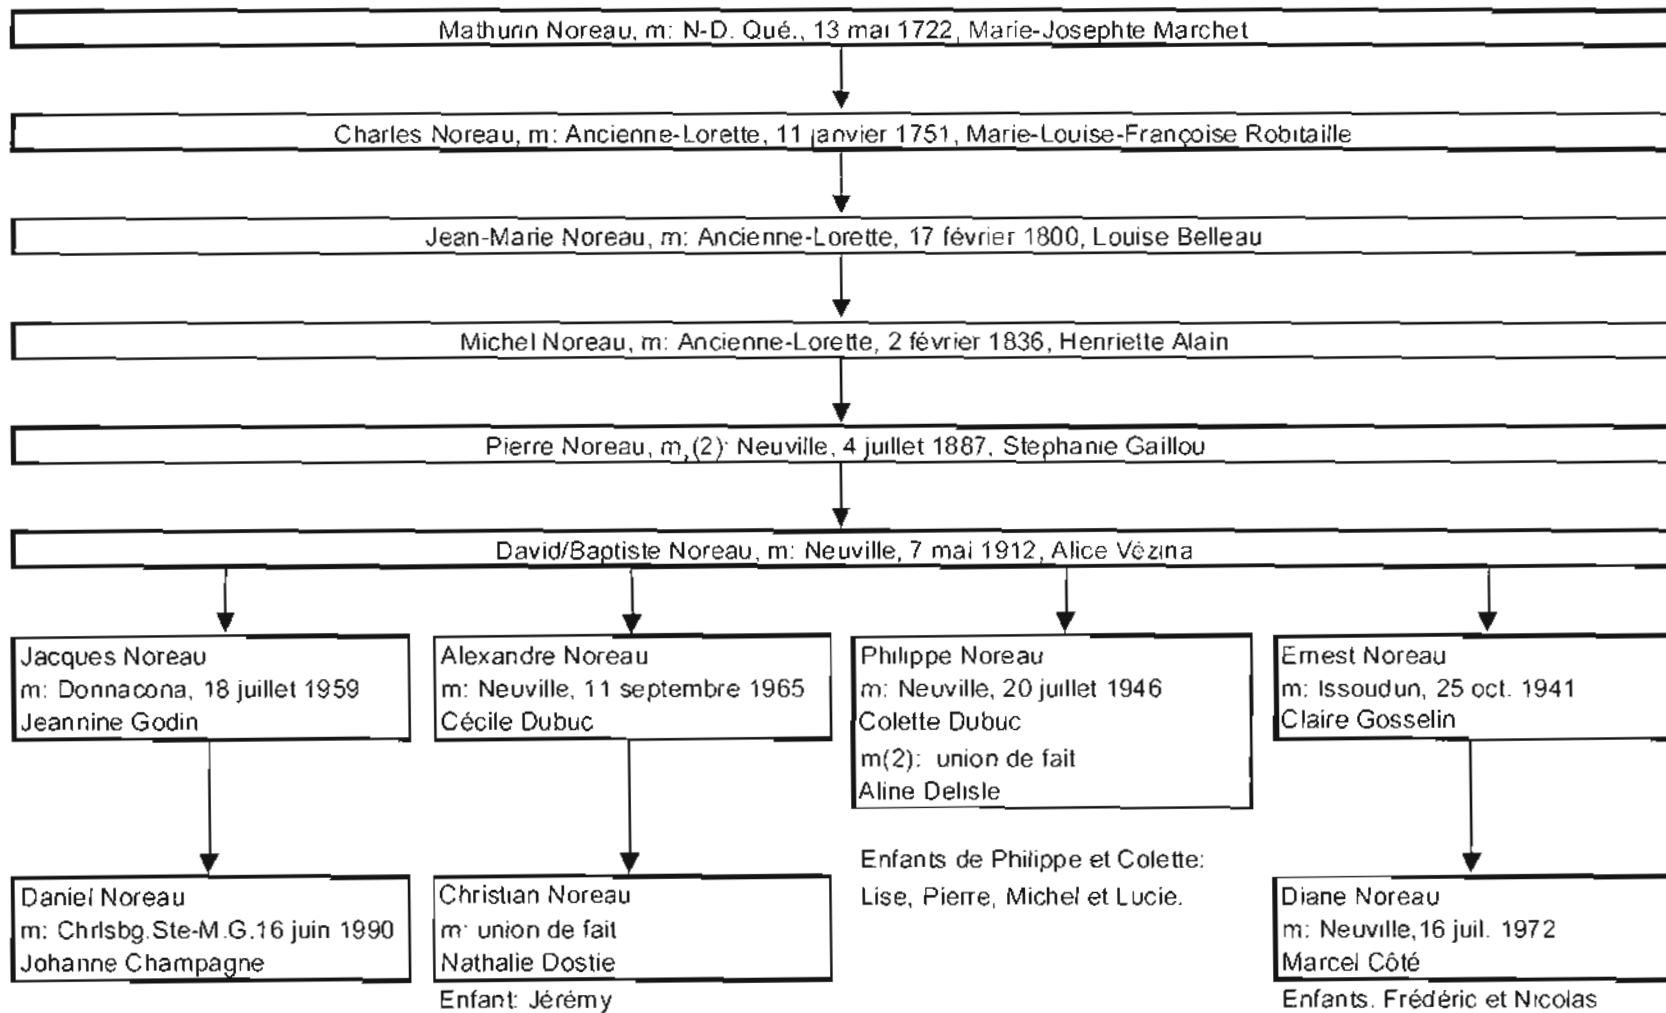 Mathurin Noreau, m: N-D. Qué., 13 mai 1722, Marie-Josephte Marchet
Charles Noreau, m: Ancienne-Lorette, 11 janvier 1751, Marie-Louise-Françoise Robitaille
Jean-Marie Noreau, m: Ancienne-Lorette, 17 février 1800, Louise Belleau
Michel Noreau, m: Ancienne-Lorette, 2 février 1836, Henriette Alain
Pierre Noreau, m,(2): Neuville, 4 juillet 1887, Stephanie Gaillou
David/Baptiste Noreau, m: Neuville, 7 mai 1912, Alice Vézina
Jacques Noreau
m: Donnacona, 18 juillet 1959
Jeannine Godin
Alexandre Noreau
m: Neuville, 11 septembre 1965
Cécile Dubuc
Philippe Noreau
m: Neuville, 20 juillet 1946
Colette Dubuc
m(2): union de fait
Aline Delisle
Ernest Noreau
m: Issoudun, 25 oct. 1941
Claire Gosselin
Enfants de Philippe et Colette:
Lise, Pierre, Michel et Lucie.
Daniel Noreau
m: Chrlsbg.Ste-M.G.16 juin 1990
Johanne Champagne
Christian Noreau
m: union de fait
Nathalie Dostie
Enfant: Jérémy
Diane Noreau
m: Neuville,16 juil. 1972
Marcel Côté
Enfants. Frédéric et Nicolas